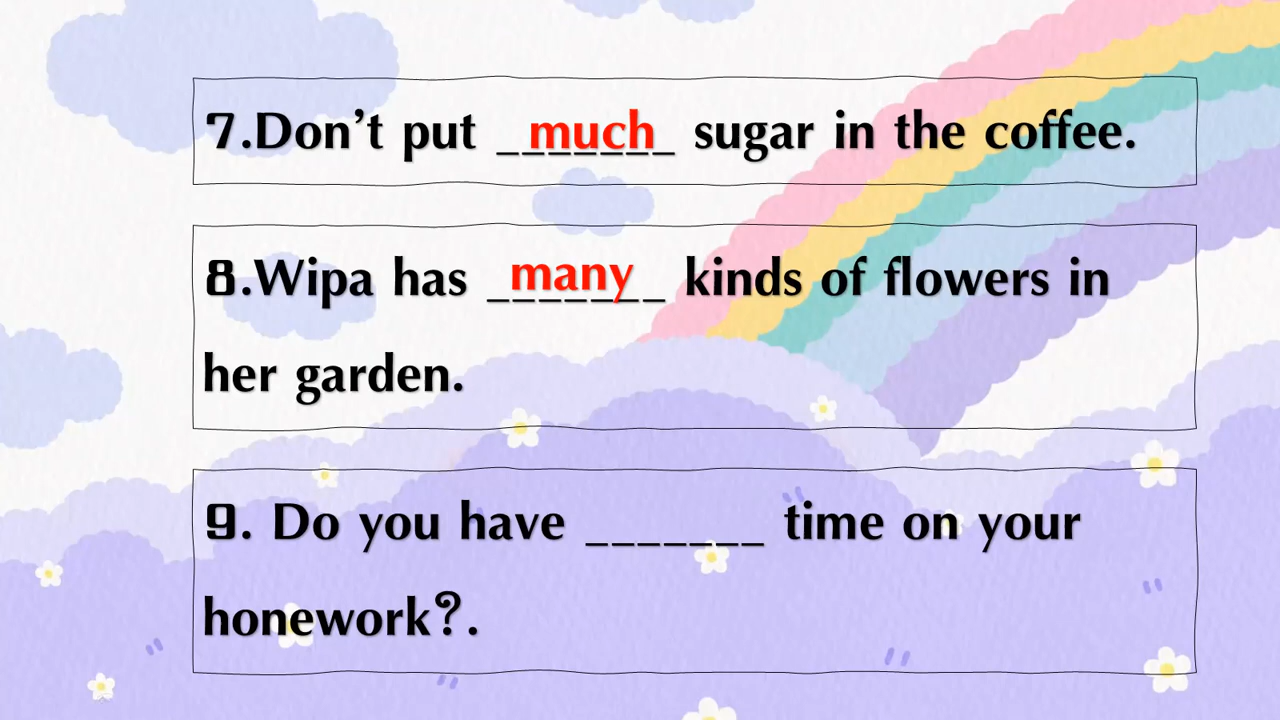 7.Don’t put _much_ sugar in the coffee.
8.Wipa has _many_ kinds of flowers in
her garden.
9. Do you have _______ time on your
honework?.